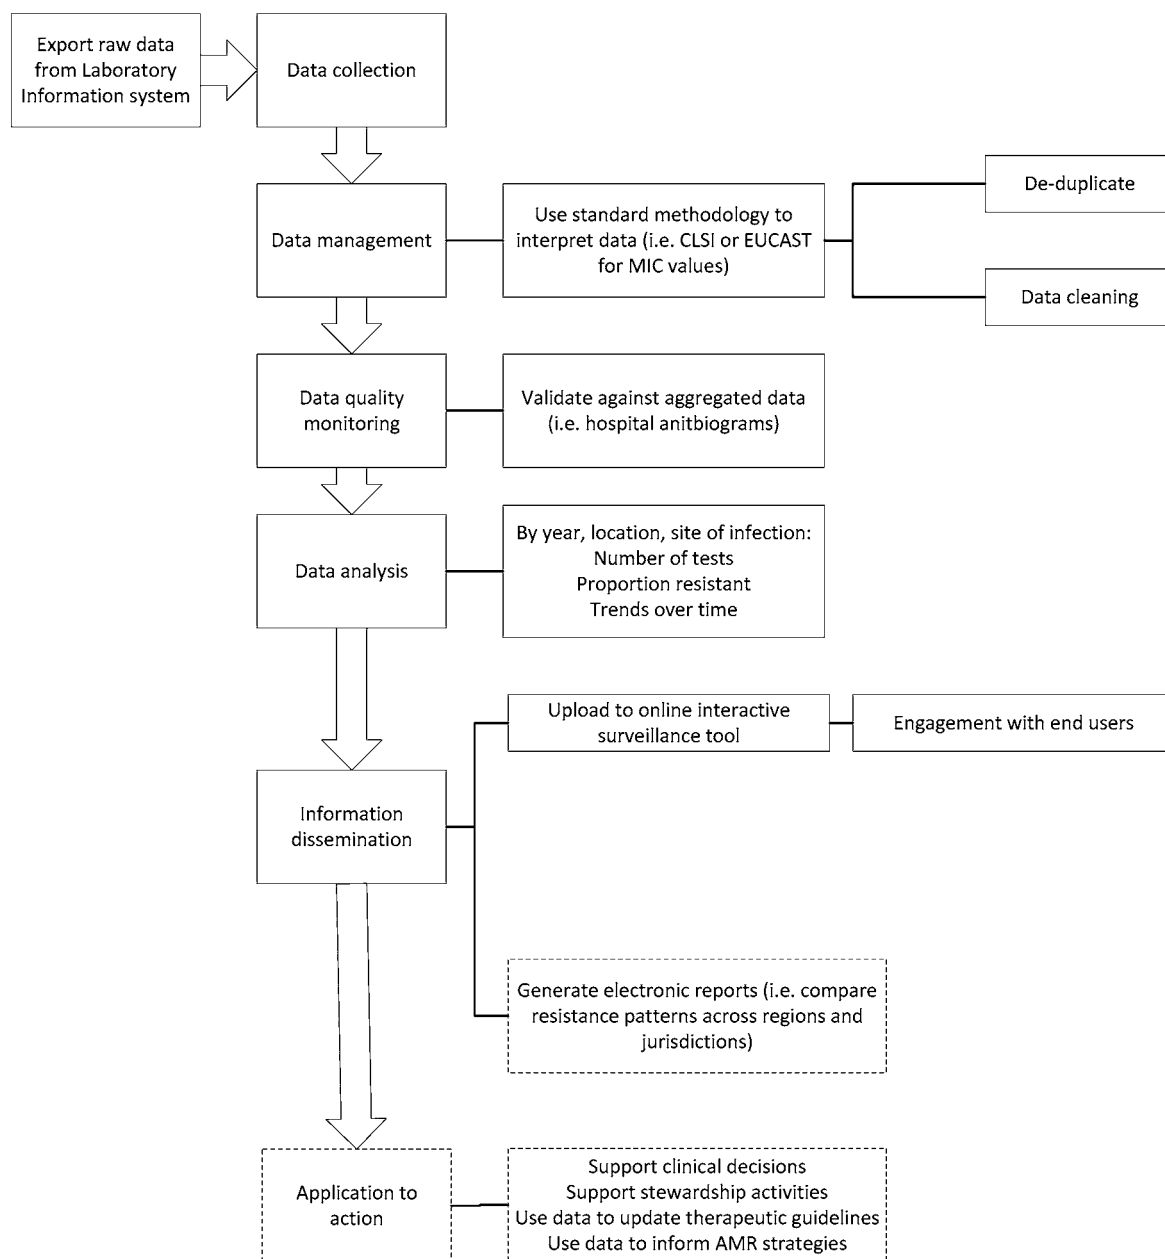 Export raw data
from Laboratory
Information system
Data collection
Data management
Use standard methodology to
interpret data (i.e. CLSI or EUCAST
for MIC values)
De-duplicate
Data cleaning
Data quality
monitoring
Validate against aggregated data
(i.e. hospital anitbiograms)
Data analysis
By year, location, site of infection:
Number of tests
Proportion resistant
Trends over time
Upload to online interactive
surveillance tool
Engagement with end users
Information
dissemination
Generate electronic reports (i.e. compare
resistance patterns across regions and
jurisdictions)
Application to
action
Support clinical decisions
Support stewardship activities
Use data to update therapeutic guidelines
Use data to inform AMR strategies